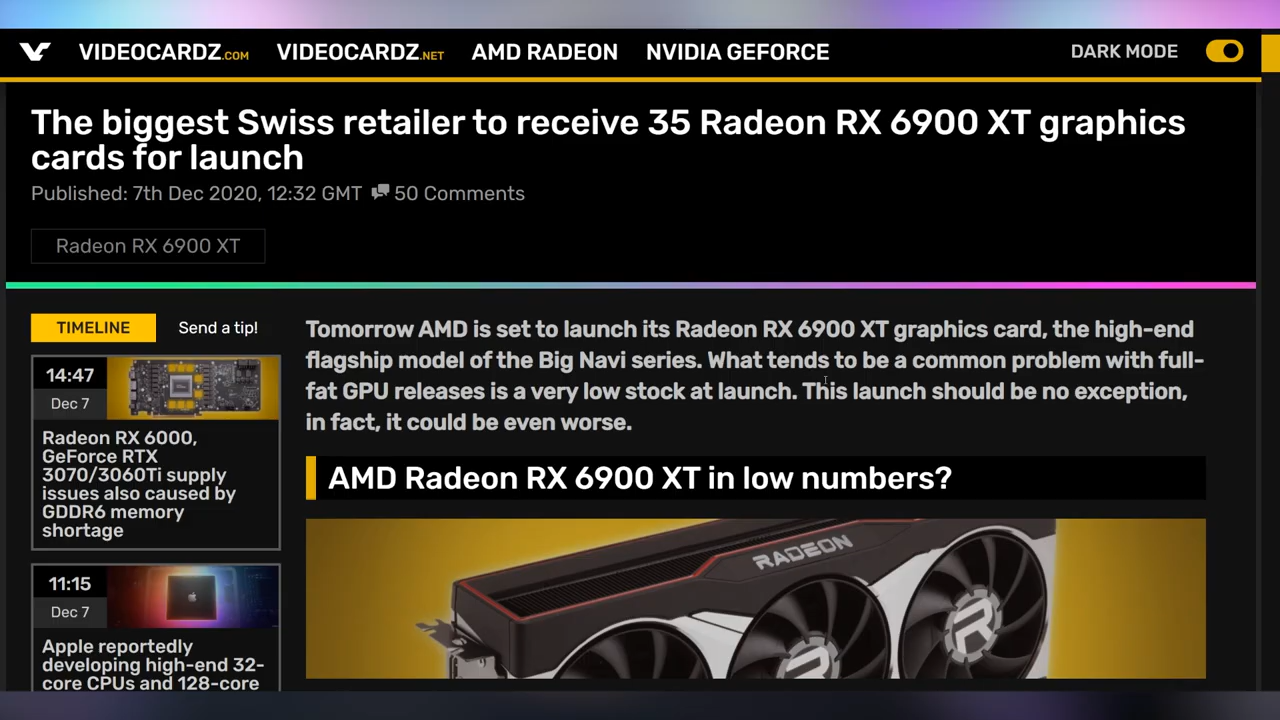 VIDEOCARDZ.COM VIDEOCARDZ.NET AMD RADEON NVIDIA GEFORCE DARK MODE
The biggest Swiss retailer to receive 35 Radeon RX 6900 XT graphics
cards for launch
Published: 7th Dec 2020, 12:32 GMT 50 Comments
Radeon RX 6900 XT
TIMELINE Send a tip!
14:47
Dec 7
Radeon RX 6000,
GeForce RTX
3070/3060Ti supply
issues also caused by
GDDR6 memory
shortage
11:15
Dec 7
Apple reportedly
developing high-end 32-
core CPUs and 128-core
Tomorrow AMD is set to launch its Radeon RX 6900 XT graphics card, the high-end
flagship model of the Big Navi series. What tends to be a common problem with full-
fat GPU releases is a very low stock at launch. This launch should be no exception,
in fact, it could be even worse.
AMD Radeon RX 6900 XT in low numbers?
RADEON
R
R